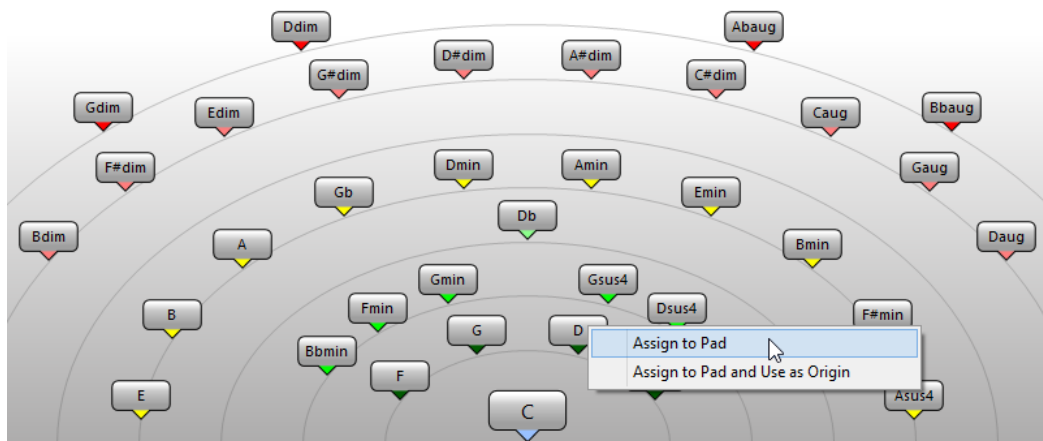 Ddim
Abaug
D#dim
A#dim
G#dim
C#dim
Gdim
Edim
Caug
Bbaug
F#dim
Dmin
Amin
Gaug
Gb
Emin
Db
Bdim
A
Bmin
Daug
Gmin
Gsus4
B
Fmin
Dsus4
F#min
G
D
Assign to Pad
Bbmin
F
Assign to Pad and Use as Origin
E
C
Asus4